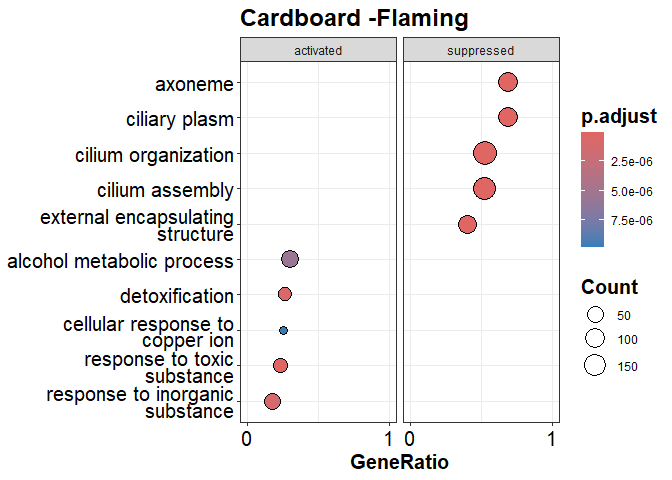 Cardboard -Flaming
activated
suppressed
axoneme
ciliary plasm
cilium organization
cilium assembly
external encapsulating
structure
alcohol metabolic process
detoxification
cellular response to
copper ion
response to toxic
substance
response to inorganic
substance
0
1
0
1
GeneRatio
p.adjust
2.5e-06
5.0e-06
7.5e-06
Count
50
100
150